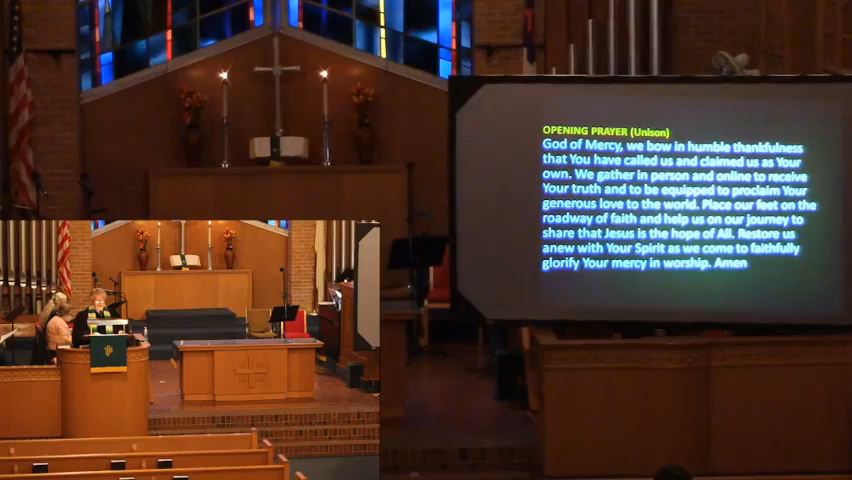 OPENING PRAYER (Unison)
God of Mercy, we bow in humble thankfulness
that You have called us and claimed us as Your
own. We gather in person and online to receive
Your truth and to be equipped to proclaim Your
generous love to the world. Place our feet on the
roadway of faith and help us on our journey to
share that Jesus is the hope of All. Restore us
anew with Your Spirit as we come to faithfully
glorify Your mercy in worship. Amen